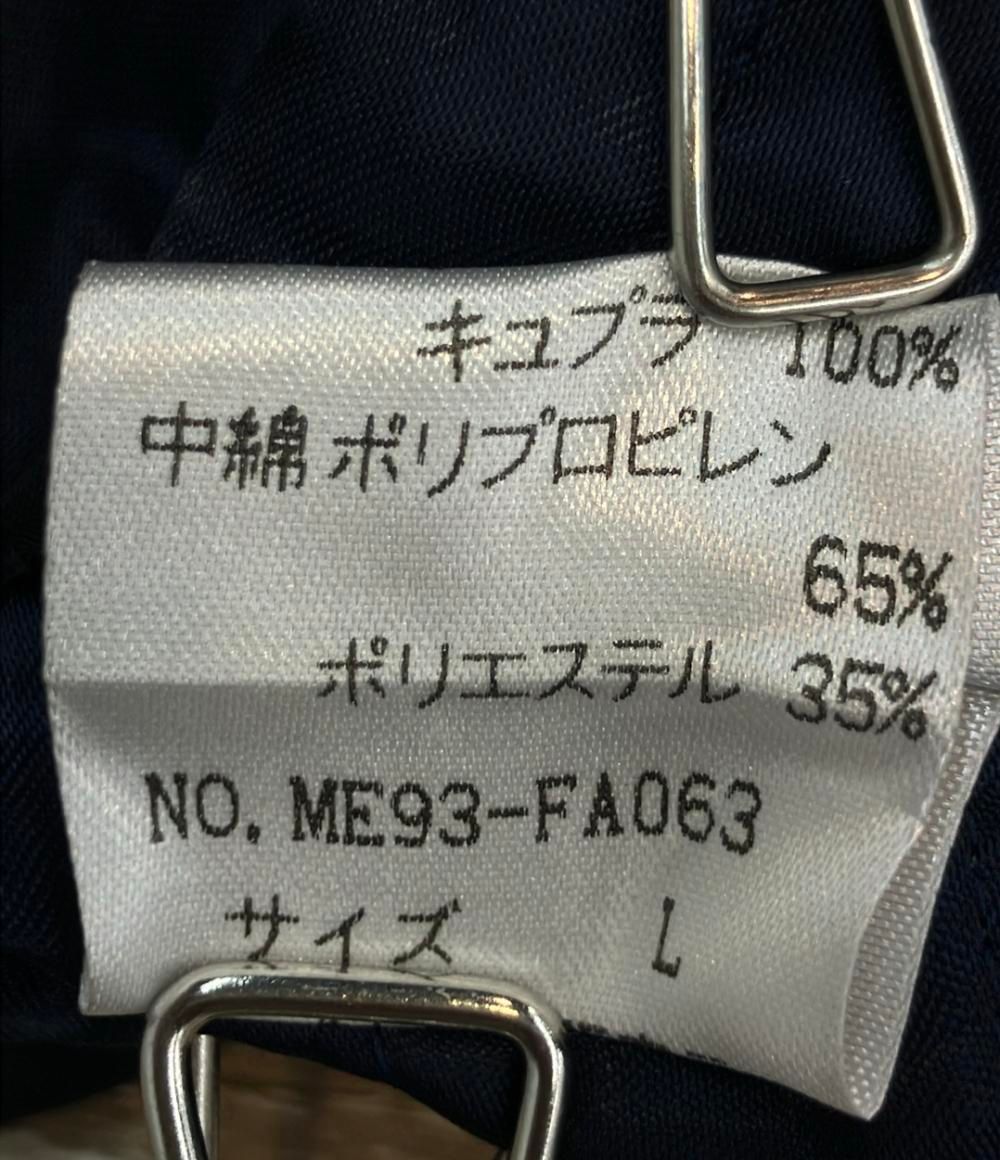 キュプラ 100%
中綿 ポリプロピレン
65%
ポリエステル 35%
NO. ME93-FA063
サイズ L